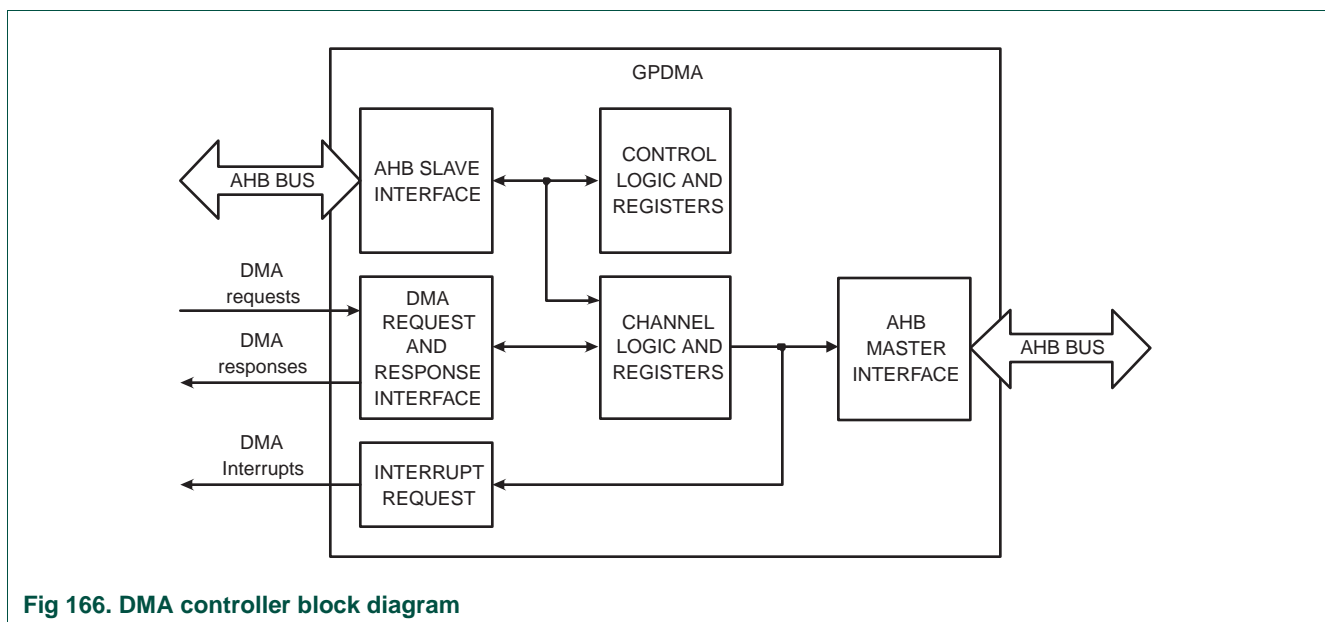 GPDMA
AHB BUS
AHB SLAVE
INTERFACE
CONTROL
LOGIC AND
REGISTERS
DMA
requests
DMA
responses
DMA
REQUEST
AND
RESPONSE
INTERFACE
CHANNEL
LOGIC AND
REGISTERS
AHB
MASTER
INTERFACE
AHB BUS
DMA
Interrupts
INTERRUPT
REQUEST
Fig 166. DMA controller block diagram